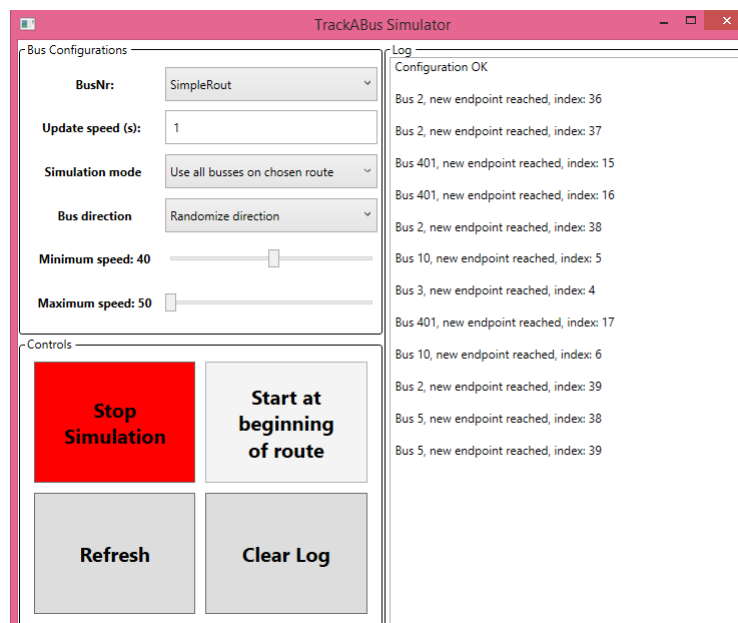 TrackABus Simulator
Bus Configurations
BusNr:
SimpleRout
Update speed (s):
1
Simulation mode
Use all busses on chosen route
Bus direction
Randomize direction
Minimum speed: 40
Maximum speed: 50
Controls
Stop
Simulation
Start at
beginning
of route
Refresh
Clear Log
Log
Configuration OK
Bus 2, new endpoint reached, index: 36
Bus 2, new endpoint reached, index: 37
Bus 401, new endpoint reached, index: 15
Bus 401, new endpoint reached, index: 16
Bus 2, new endpoint reached, index: 38
Bus 10, new endpoint reached, index: 5
Bus 3, new endpoint reached, index: 4
Bus 401, new endpoint reached, index: 17
Bus 10, new endpoint reached, index: 6
Bus 2, new endpoint reached, index: 39
Bus 5, new endpoint reached, index: 38
Bus 5, new endpoint reached, index: 39